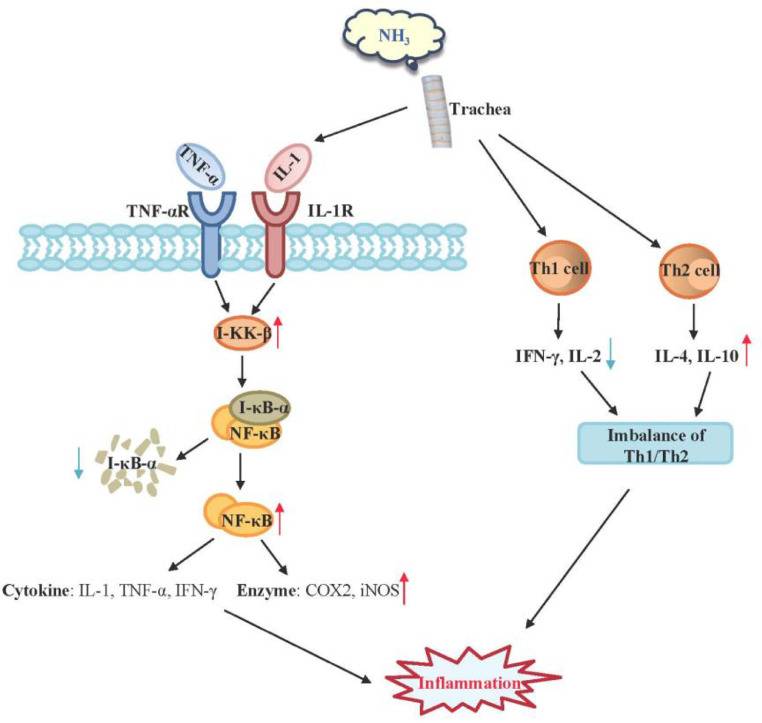 NH3
Trachea
TNF-α
IL-1
TNF-αR
IL-1R
Th1 cell
Th2 cell
I-KK-β
IFN-γ, IL-2
IL-4, IL-10
I-κB-α
NF-κB
Imbalance of
Th1/Th2
I-κB-α
NF-κB
Cytokine: IL-1, TNF-α, IFN-γ
Enzyme: COX2, iNOS
Inflammation